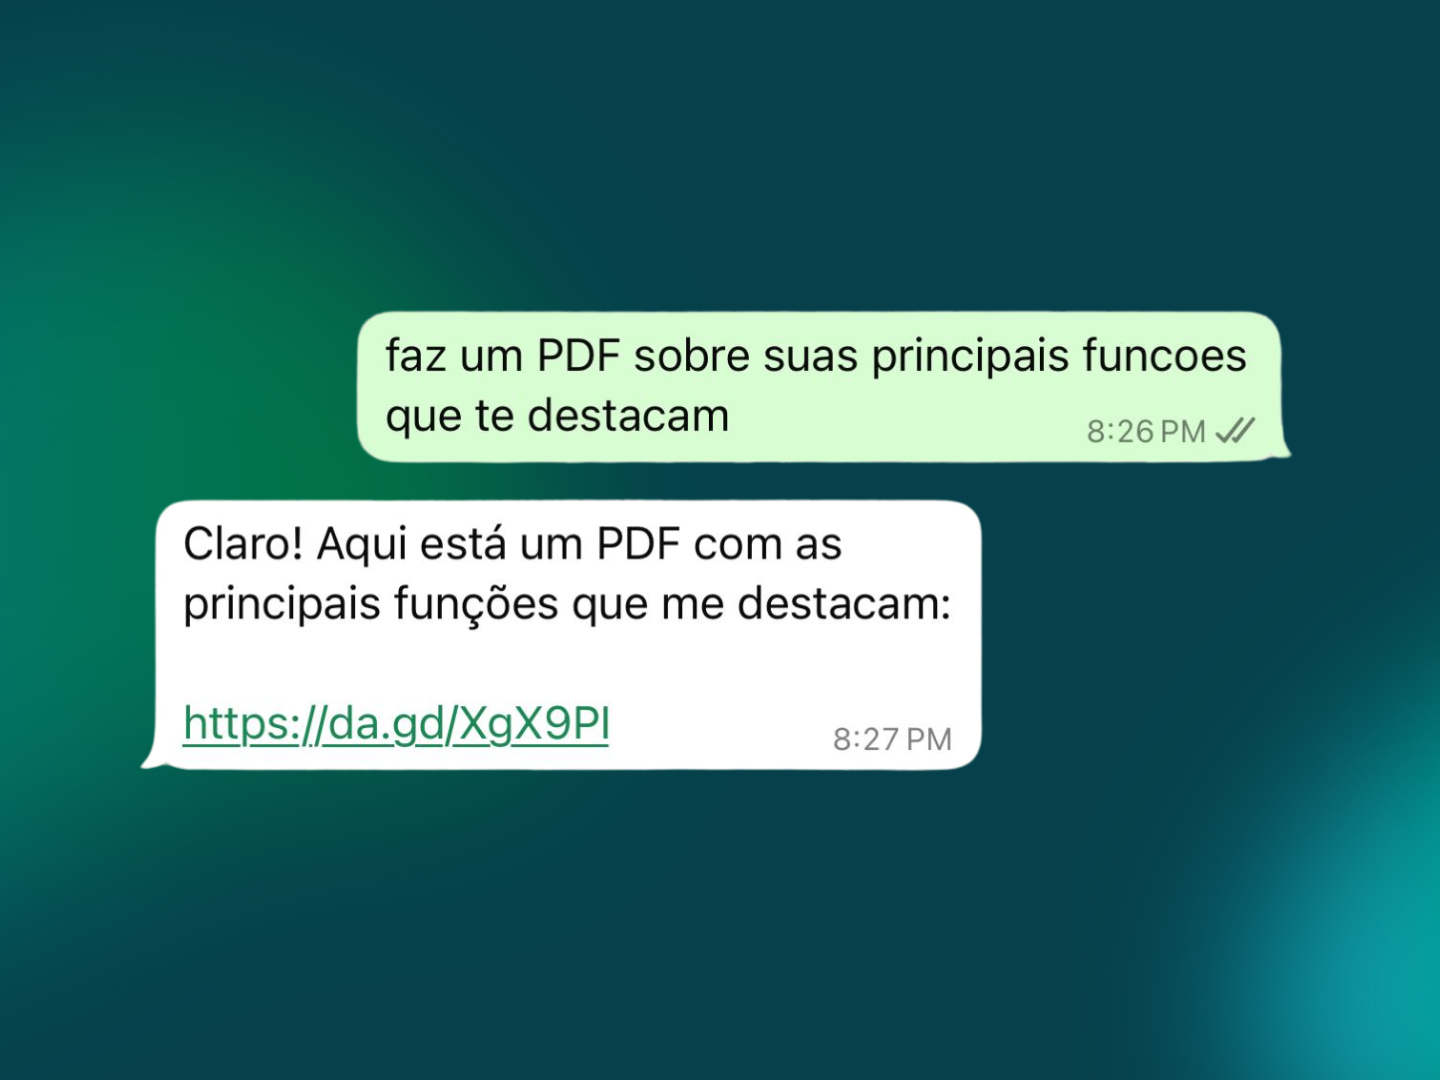 faz um PDF sobre suas principais funcoes
que te destacam
8:26 PM
Claro! Aqui está um PDF com as
principais funções que me destacam:
https://da.gd/XgX9PI
8:27 PM